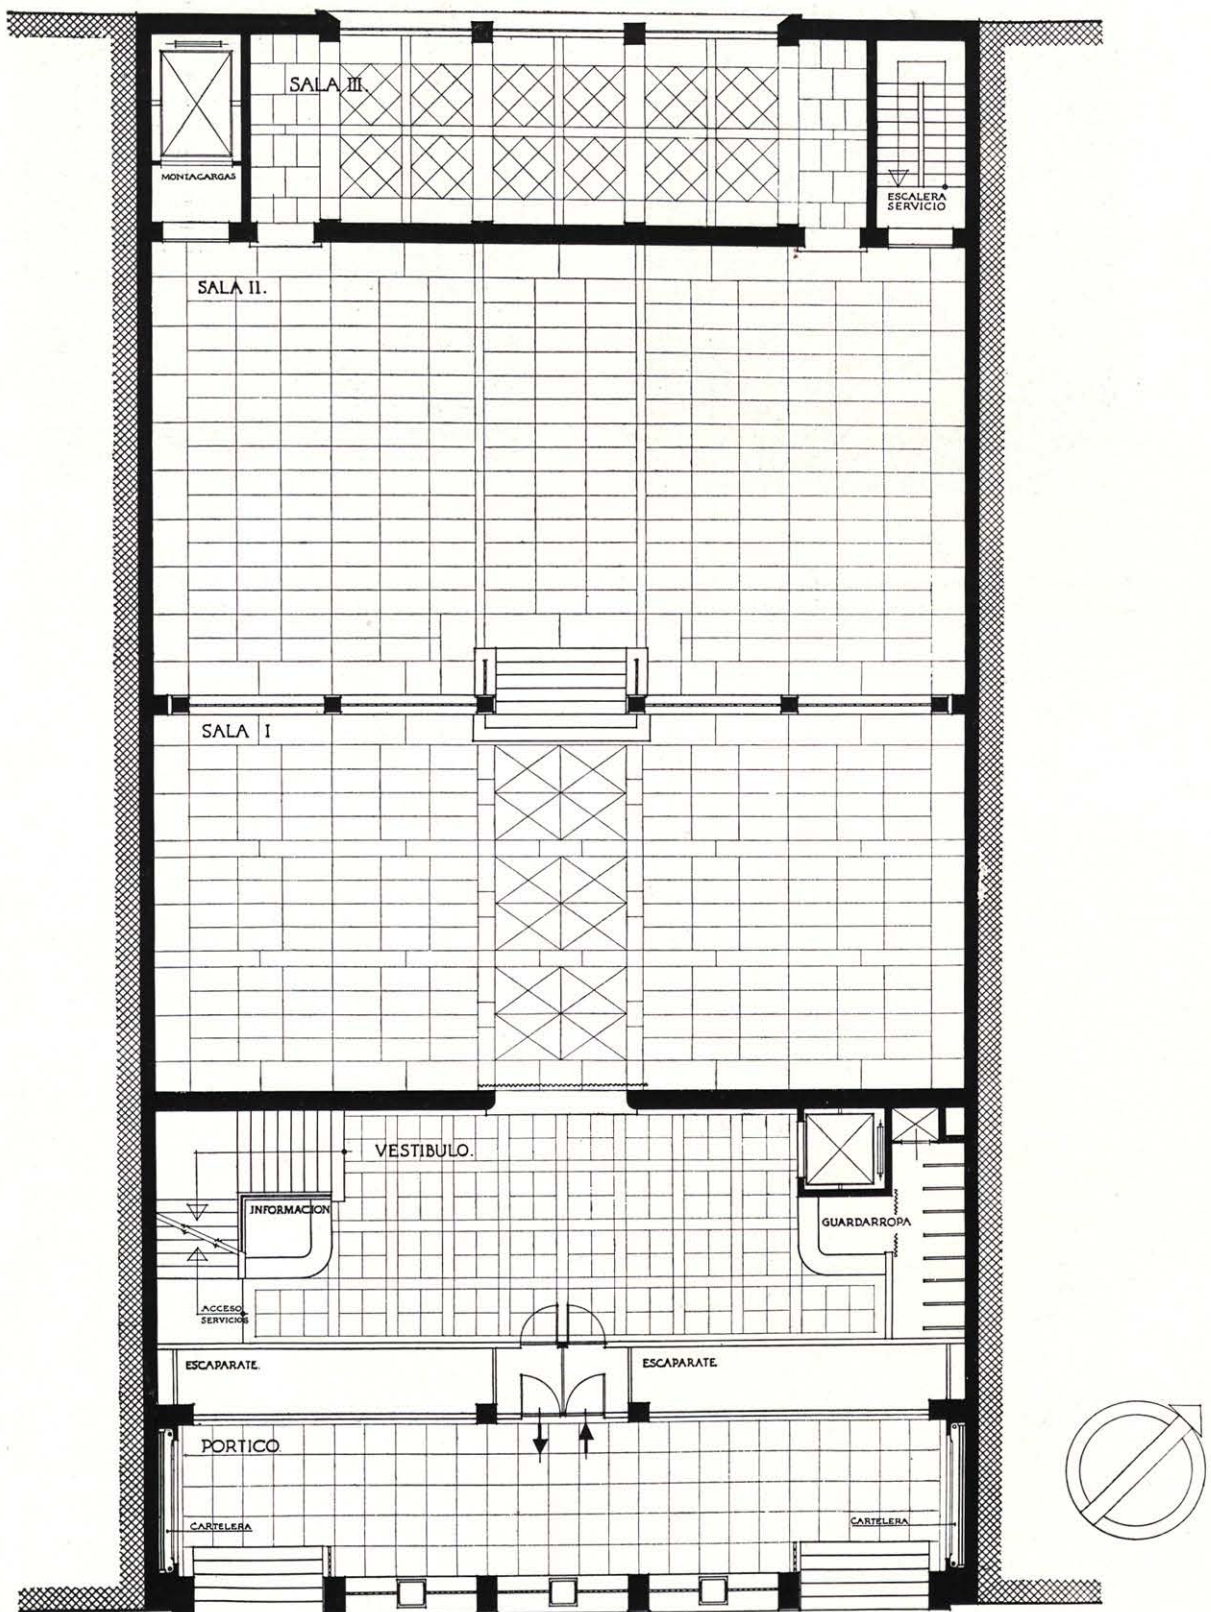 SALA III.
MONTACARGAS
ESCALERA
SERVICIO
SALA II.
SALA I
VESTIBULO.
INFORMACION
GUARDARROPA
ACCESO
SERVICIOS
ESCAPARATE.
ESCAPARATE.
PORTICO.
CARTELERA
CARTELERA